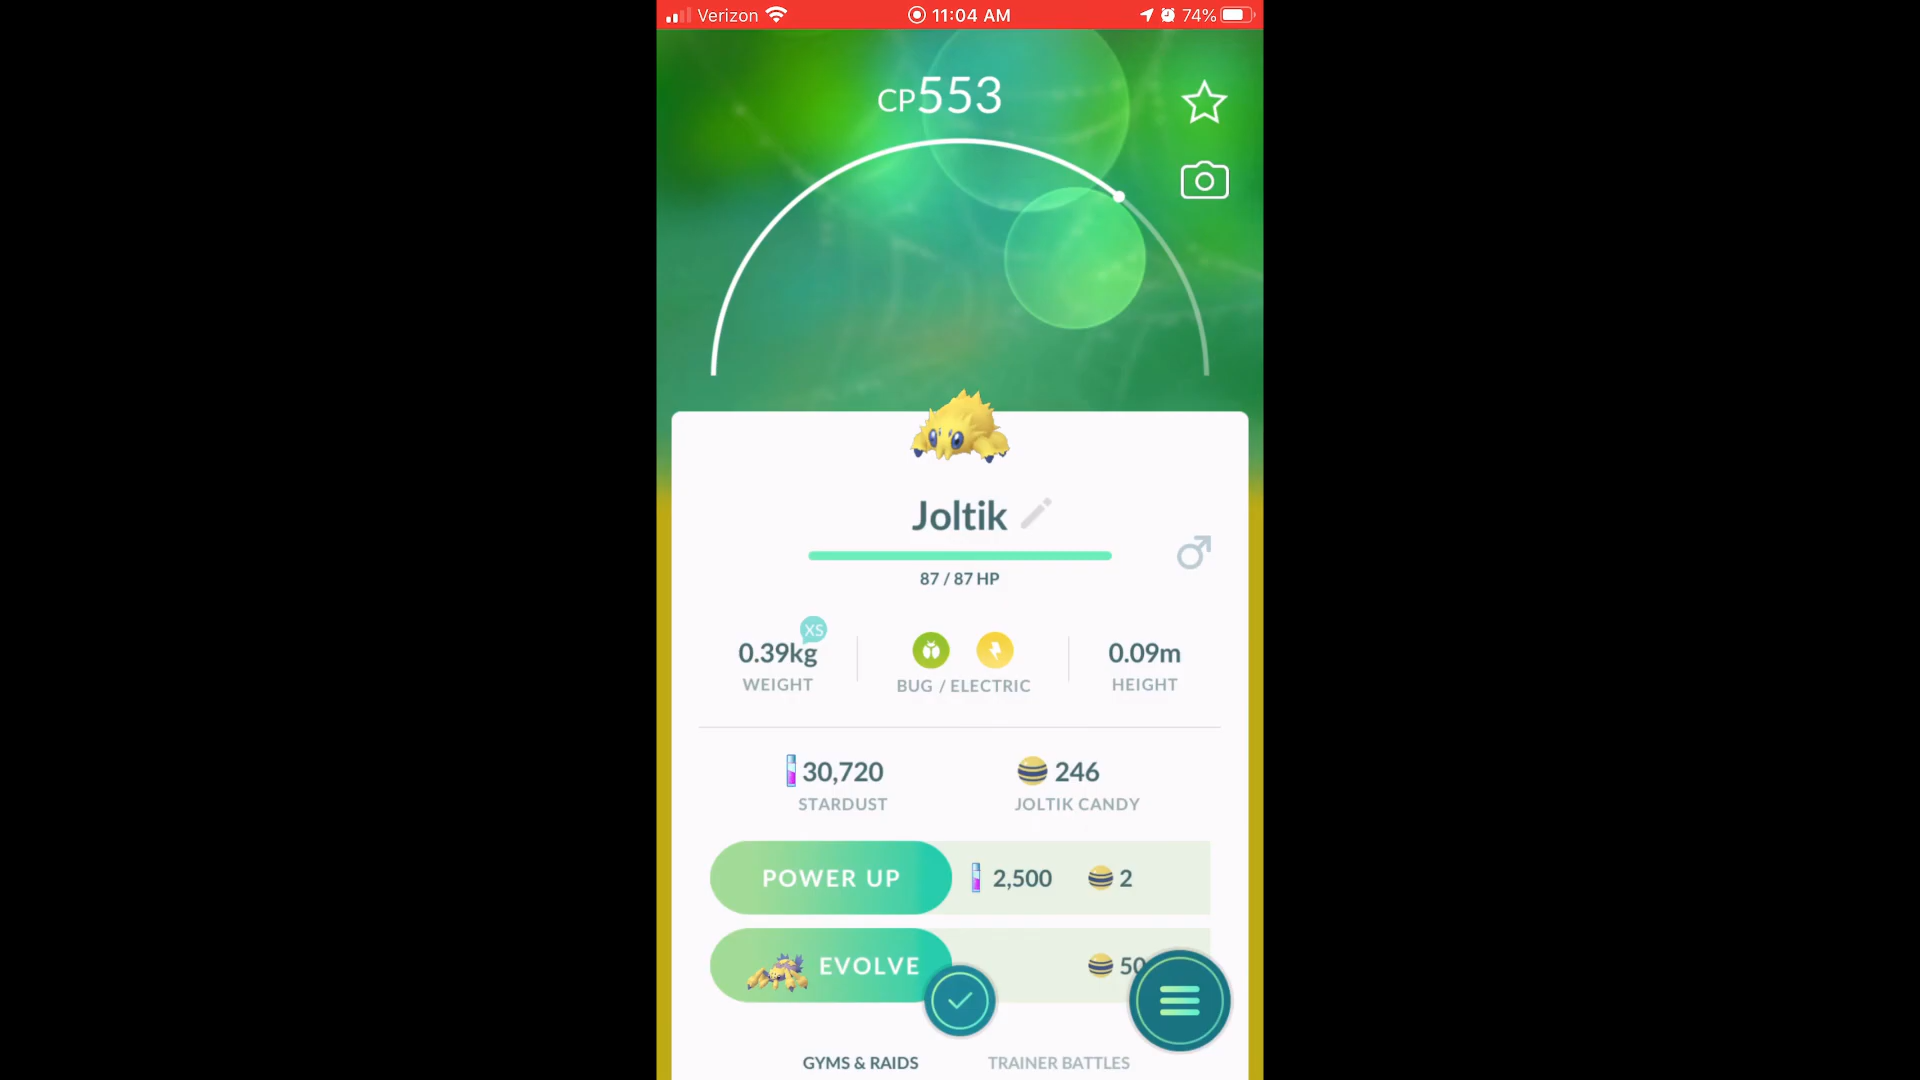 Verizon 11:04 AM 74%
CP553
Joltik
87 / 87 HP
XS
0.39kg 0.09m
WEIGHT BUG / ELECTRIC HEIGHT
30,720 246
STARDUST JOLTIK CANDY
POWER UP 2,500 2
EVOLVE 50
GYMS & RAIDS TRAINER BATTLES